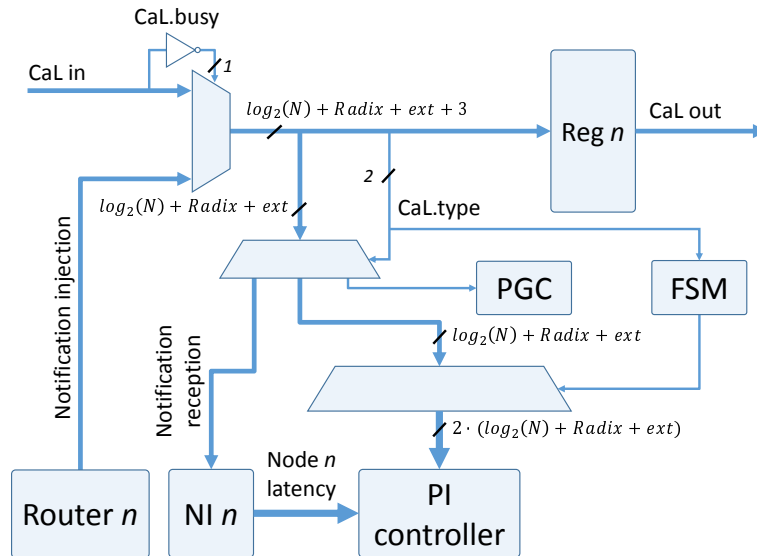 CaL.busy
1
CaL in
log₂(N) + Radix + ext + 3
Reg n
CaL out
2
log₂(N) + Radix + ext
CaL.type
Notification injection
PGC
FSM
log₂(N) + Radix + ext
Notification
reception
2 · (log₂(N) + Radix + ext)
Node n
latency
Router n
NI n
PI
controller